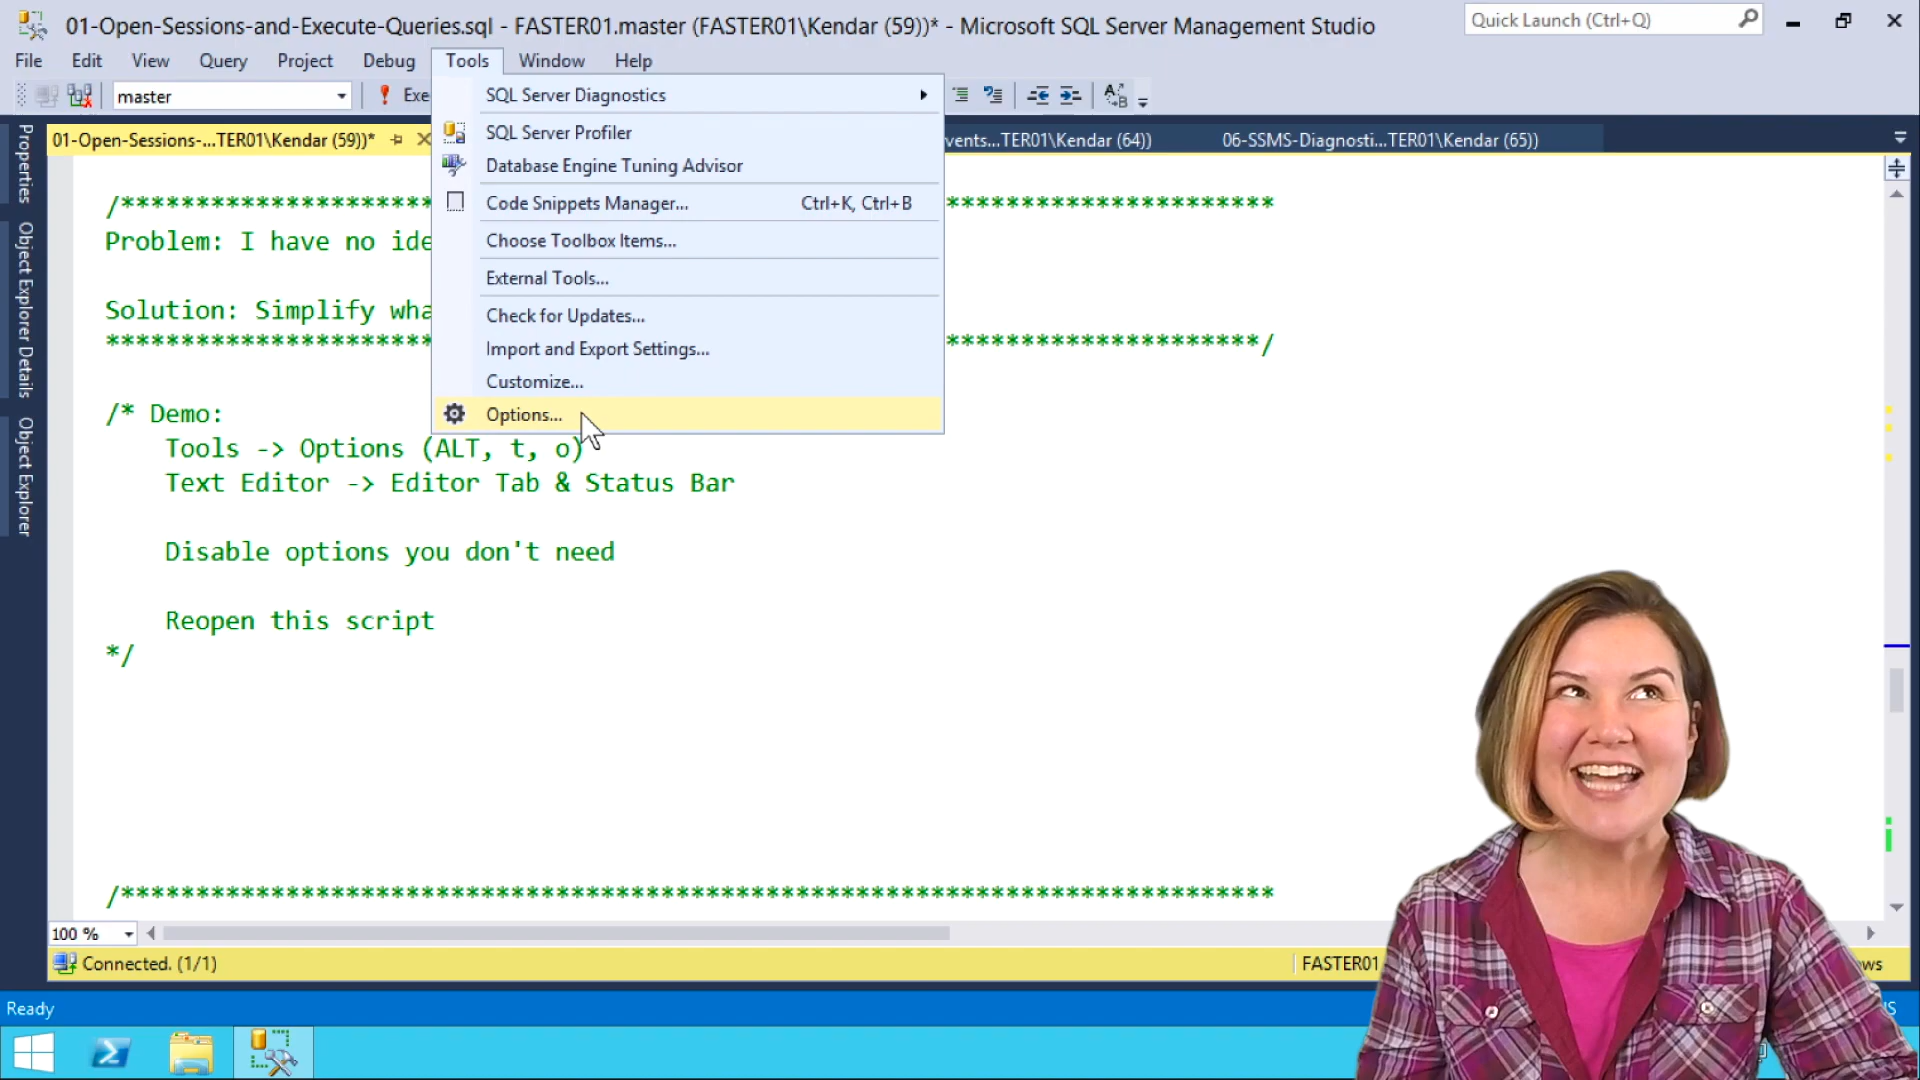 01-Open-Sessions-and-Execute-Queries.sql - FASTER01.master (FASTER01\Kendar (59))* - Microsoft SQL Server Management Studio
Quick Launch (Ctrl+Q)
File Edit View Query Project Debug Tools Window Help
master
Exe
SQL Server Diagnostics
SQL Server Profiler
Database Engine Tuning Advisor
Code Snippets Manager... Ctrl+K, Ctrl+B
Choose Toolbox Items...
External Tools...
Check for Updates...
Import and Export Settings...
Customize...
Options...
Properties
Object Explorer Details
Object Explorer
01-Open-Sessions-...TER01\Kendar (59))*
vents...TER01\Kendar (64))
06-SSMS-Diagnosti...TER01\Kendar (65))
Problem: I have no ide
Solution: Simplify wha
/* Demo:
Tools -> Options (ALT, t, o)
Text Editor -> Editor Tab & Status Bar
Disable options you don't need
Reopen this script
*/
100 %
Connected. (1/1)
FASTER01
ws
Ready